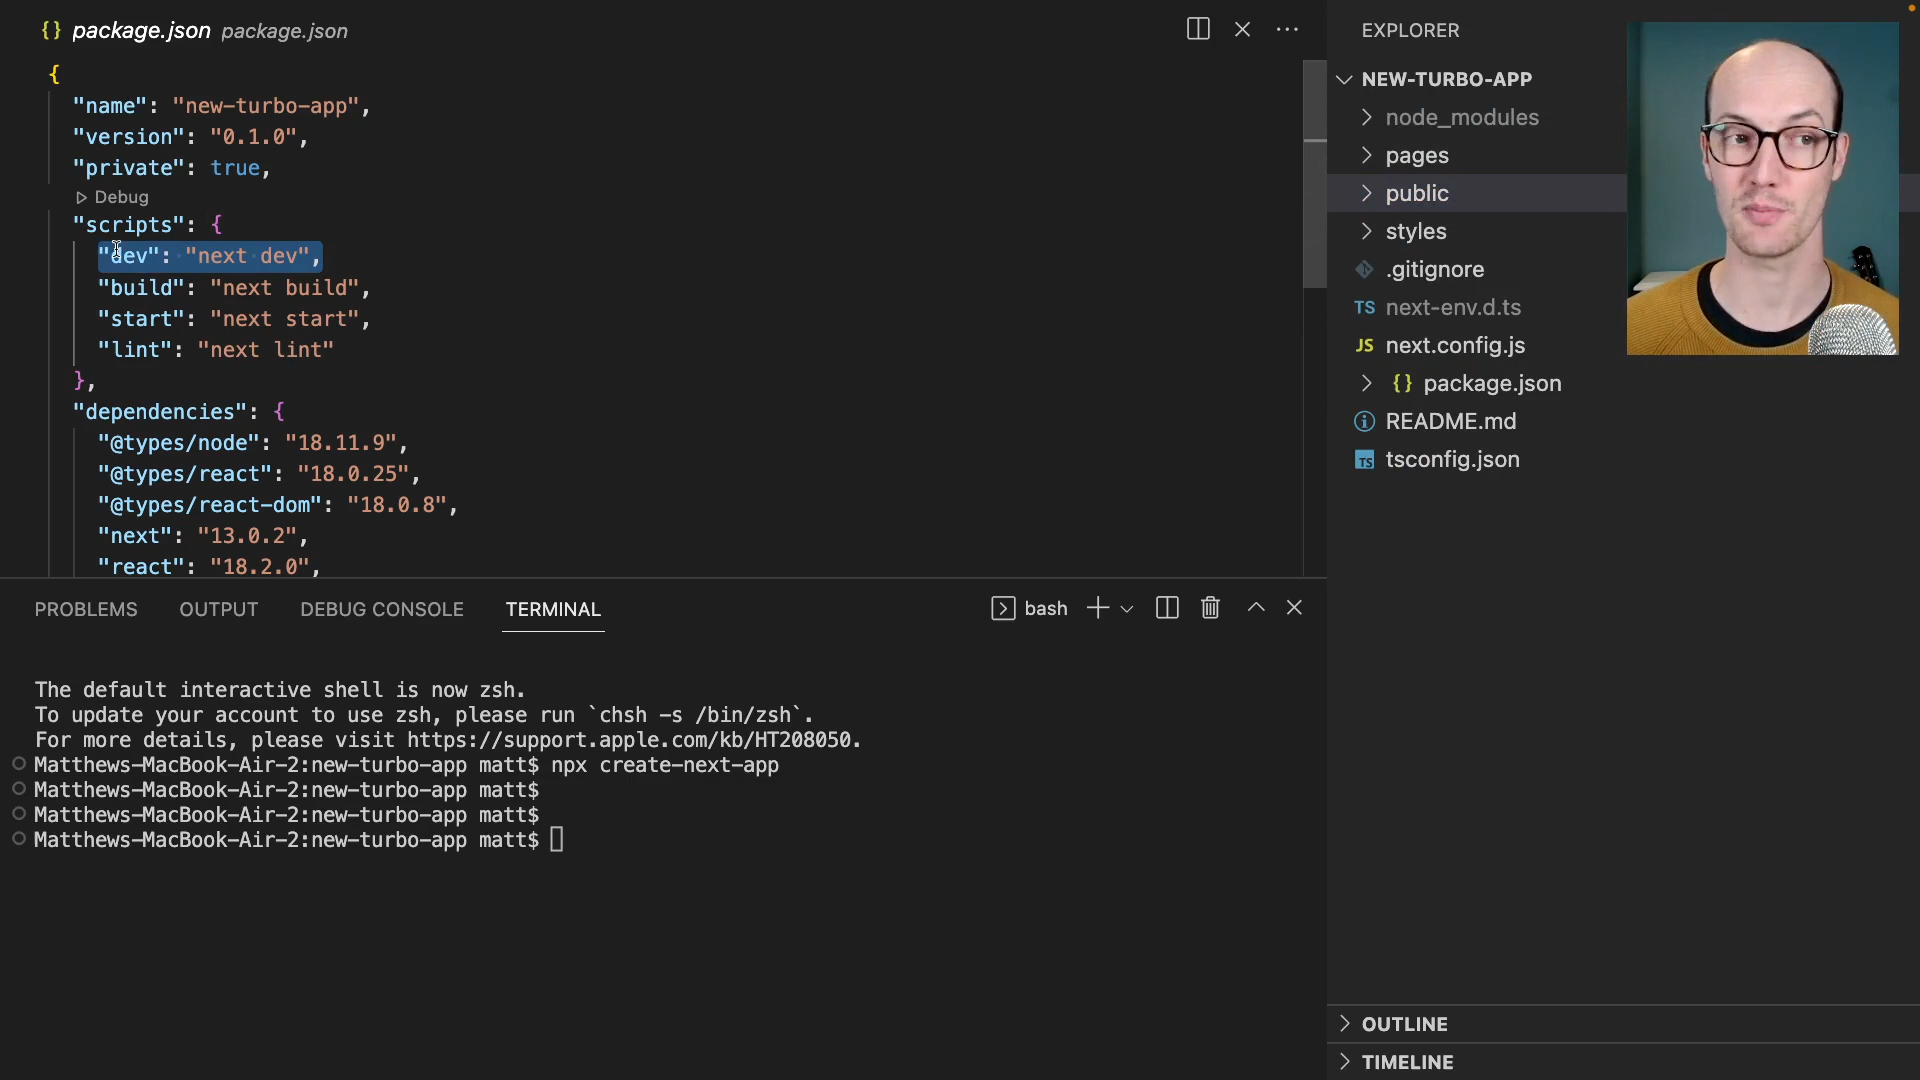 {} package.json package.json
{
"name": "new-turbo-app",
"version": "0.1.0",
"private": true,
Debug
"scripts": {
"dev": "next dev",
"build": "next build",
"start": "next start",
"lint": "next lint"
},
"dependencies": {
"@types/node": "18.11.9",
"@types/react": "18.0.25",
"@types/react-dom": "18.0.8",
"next": "13.0.2",
"react": "18.2.0",
PROBLEMS OUTPUT DEBUG CONSOLE TERMINAL
bash
The default interactive shell is now zsh.
To update your account to use zsh, please run `chsh -s /bin/zsh`.
For more details, please visit https://support.apple.com/kb/HT208050.
Matthews-MacBook-Air-2:new-turbo-app matt$ npx create-next-app
Matthews-MacBook-Air-2:new-turbo-app matt$
Matthews-MacBook-Air-2:new-turbo-app matt$
Matthews-MacBook-Air-2:new-turbo-app matt$
EXPLORER
NEW-TURBO-APP
node_modules
pages
public
styles
.gitignore
TS next-env.d.ts
JS next.config.js
{} package.json
README.md
TS tsconfig.json
OUTLINE
TIMELINE